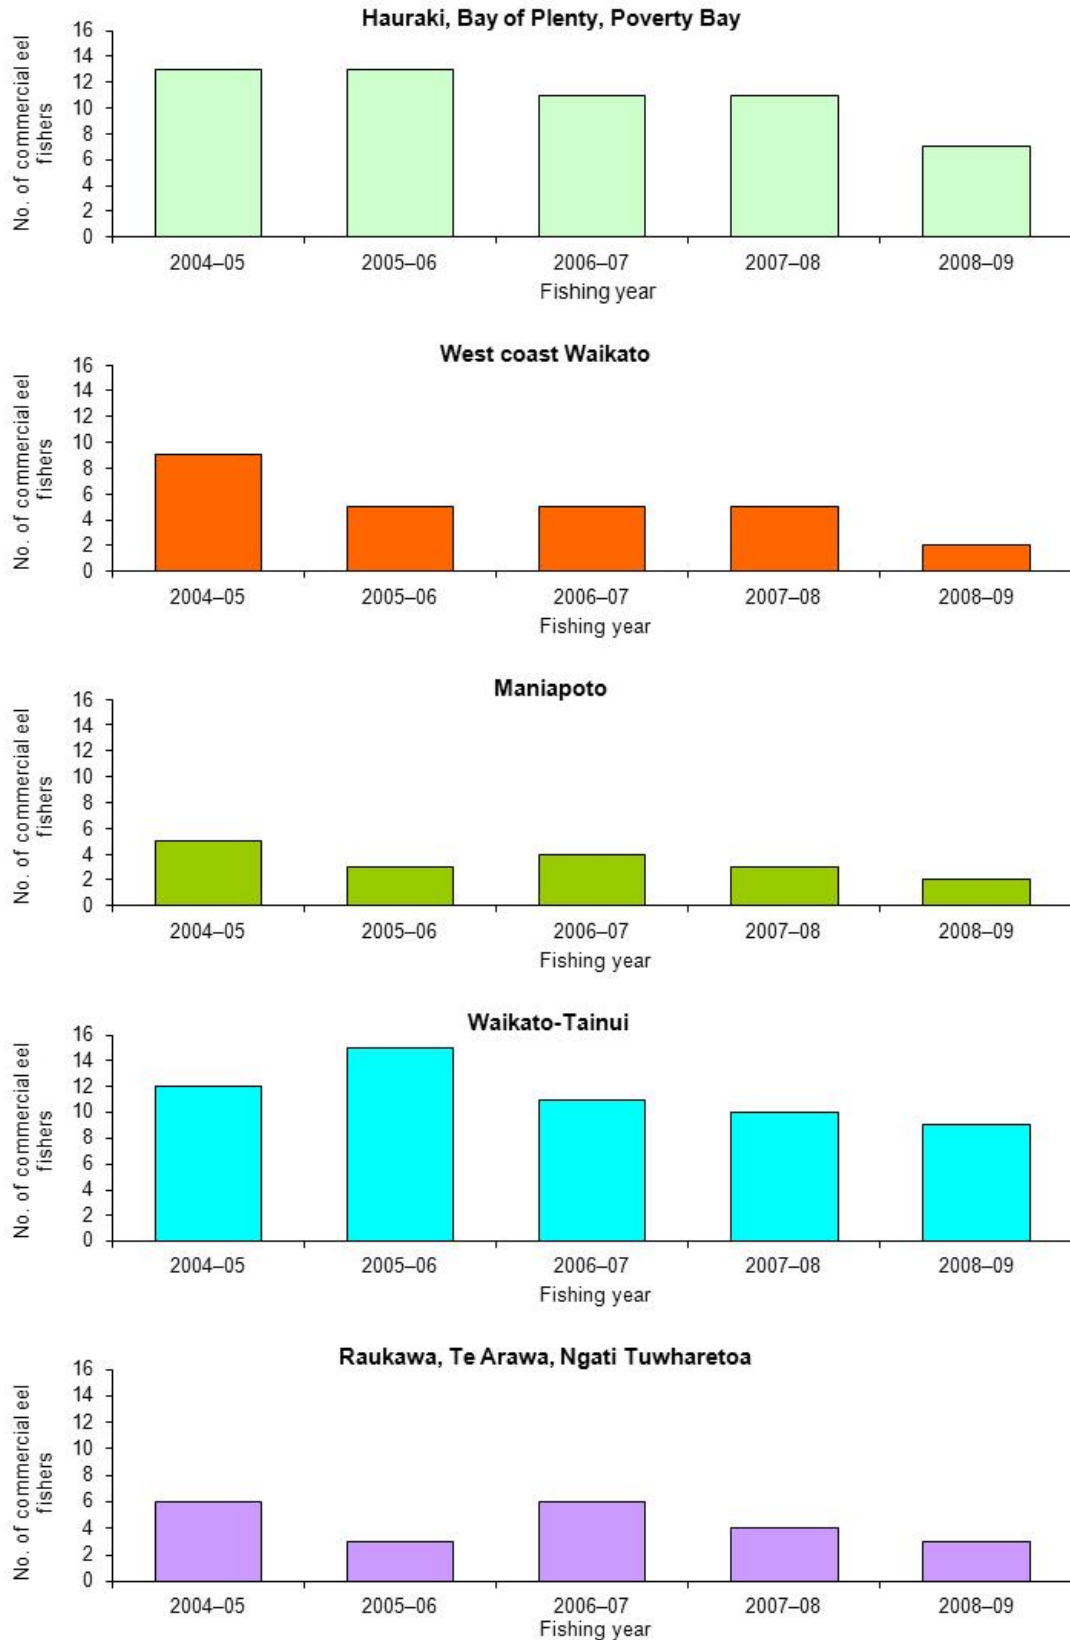 Hauraki, Bay of Plenty, Poverty Bay
No. of commercial eel
fishers
16
14
12
10
8
6
4
2
0
2004–05 2005–06 2006–07 2007–08 2008–09
Fishing year
West coast Waikato
No. of commercial eel
fishers
16
14
12
10
8
6
4
2
0
2004–05 2005–06 2006–07 2007–08 2008–09
Fishing year
Maniapoto
No. of commercial eel
fishers
16
14
12
10
8
6
4
2
0
2004–05 2005–06 2006–07 2007–08 2008–09
Fishing year
Waikato-Tainui
No. of commercial eel
fishers
16
14
12
10
8
6
4
2
0
2004–05 2005–06 2006–07 2007–08 2008–09
Fishing year
Raukawa, Te Arawa, Ngati Tuwharetoa
No. of commercial eel
fishers
16
14
12
10
8
6
4
2
0
2004–05 2005–06 2006–07 2007–08 2008–09
Fishing year